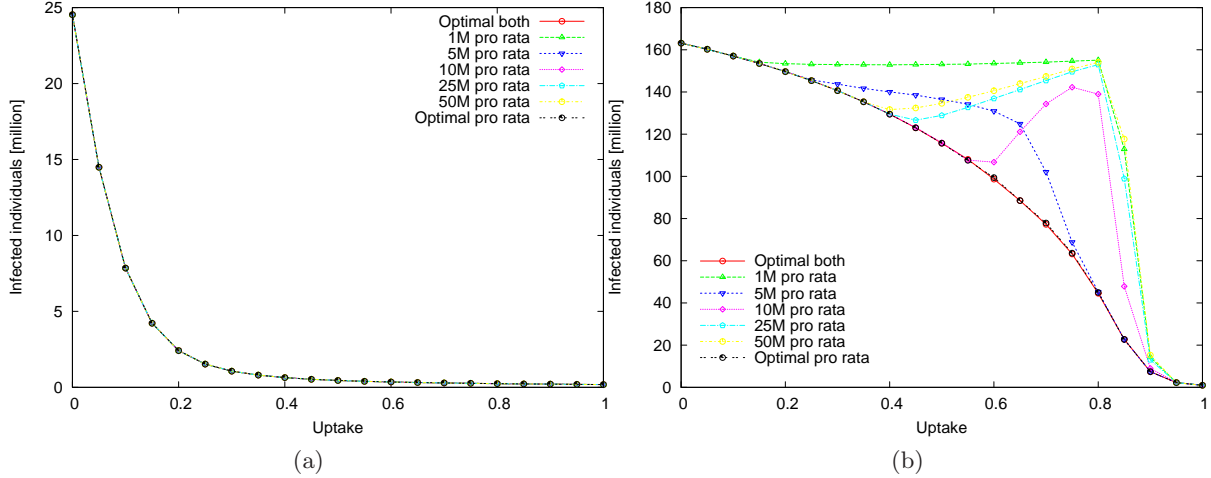 Infected individuals [million]
25
20
15
10
5
0
0
0.2
0.4
0.6
0.8
1
Uptake
Optimal both
1M pro rata
5M pro rata
10M pro rata
25M pro rata
50M pro rata
Optimal pro rata
(a)
Infected individuals [million]
180
160
140
120
100
80
60
40
20
0
0
0.2
0.4
0.6
0.8
1
Uptake
Optimal both
1M pro rata
5M pro rata
10M pro rata
25M pro rata
50M pro rata
Optimal pro rata
(b)